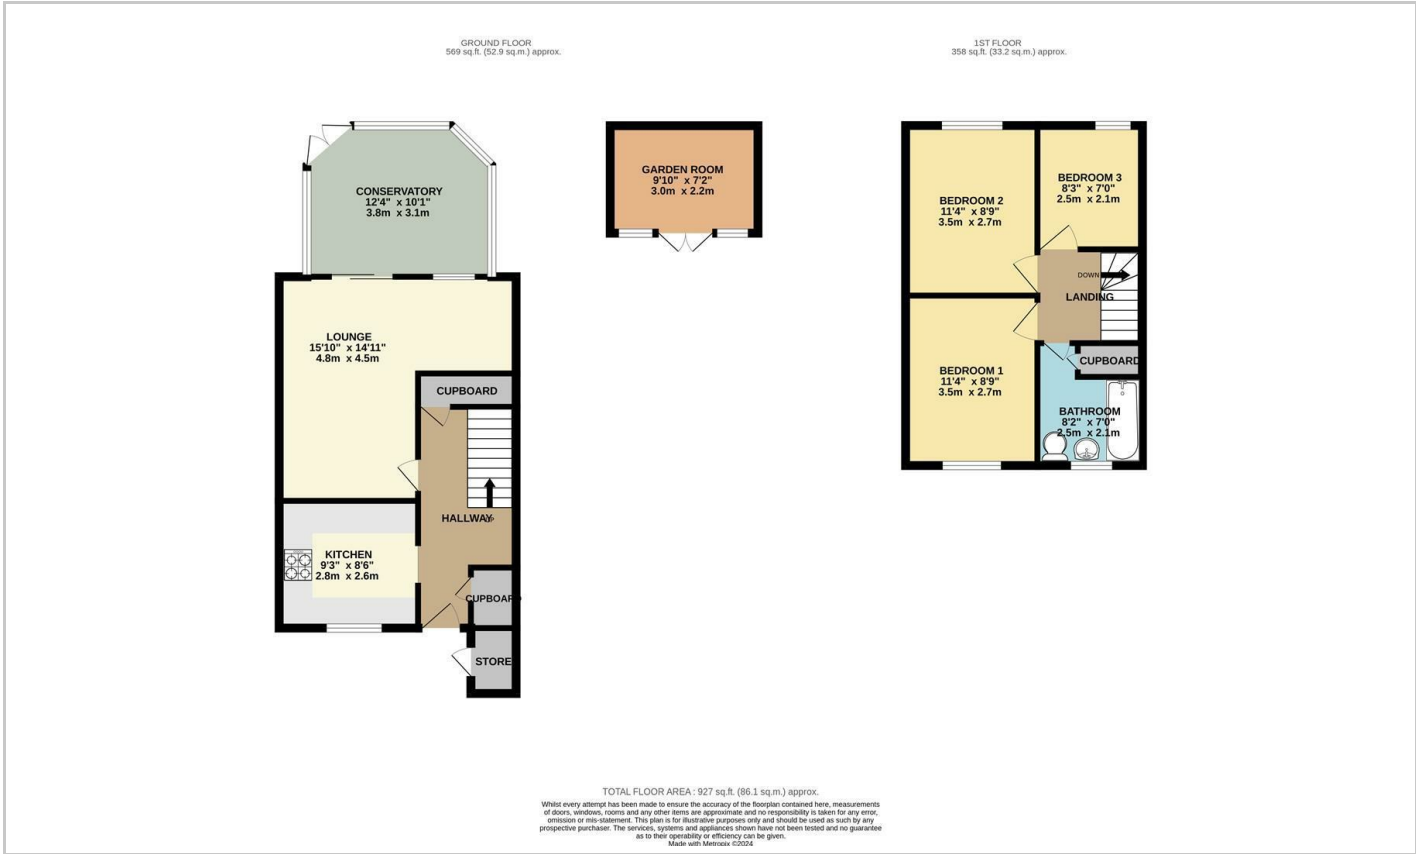 GROUND FLOOR
569 sq.ft. (52.9 sq.m.) approx.
1ST FLOOR
358 sq.ft. (33.2 sq.m.) approx.
CONSERVATORY
12'4" x 10'1"
3.8m x 3.1m
GARDEN ROOM
9'10" x 7'2"
3.0m x 2.2m
BEDROOM 2
11'4" x 8'9"
3.5m x 2.7m
BEDROOM 3
8'3" x 7'0"
2.5m x 2.1m
DOWN
LANDING
LOUNGE
15'10" x 14'11"
4.8m x 4.5m
CUPBOARD
BEDROOM 1
11'4" x 8'9"
3.5m x 2.7m
CUPBOARD
BATHROOM
8'2" x 7'0"
2.5m x 2.1m
HALLWAY
UP
KITCHEN
9'3" x 8'6"
2.8m x 2.6m
CUPBOARD
STORE
TOTAL FLOOR AREA : 927 sq.ft. (86.1 sq.m.) approx.
Whilst every attempt has been made to ensure the accuracy of the floorplan contained here, measurements
of doors, windows, rooms and any other items are approximate and no responsibility is taken for any error,
omission or mis-statement. This plan is for illustrative purposes only and should be used as such by any
prospective purchaser. The services, systems and appliances shown have not been tested and no guarantee
as to their operability or efficiency can be given.
Made with Metropix ©2024